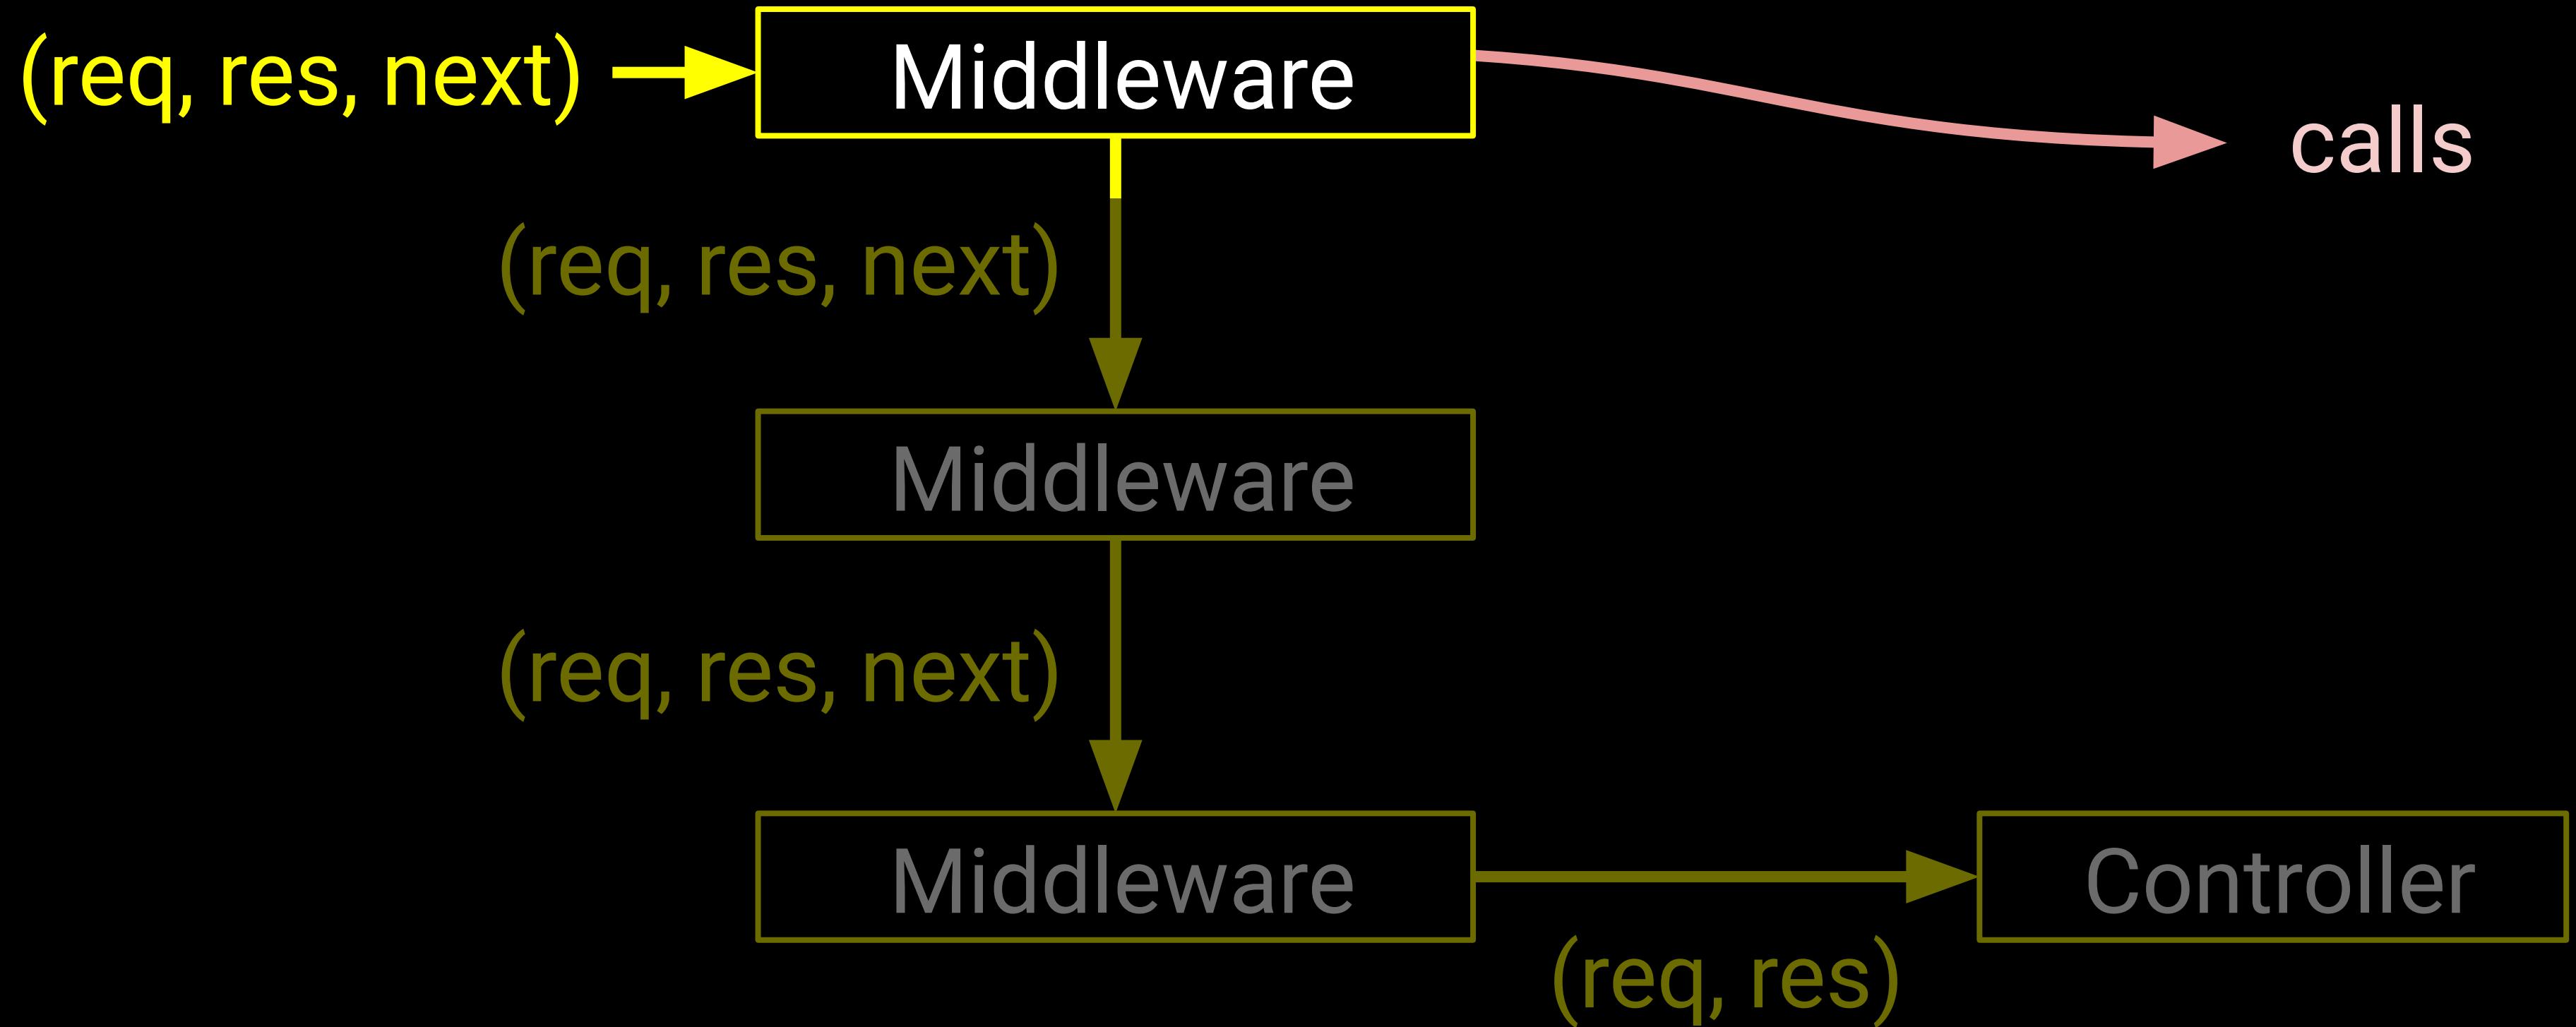 (req, res, next)
Middleware
calls
(req, res, next)
Middleware
(req, res, next)
Middleware
Controller
(req, res)